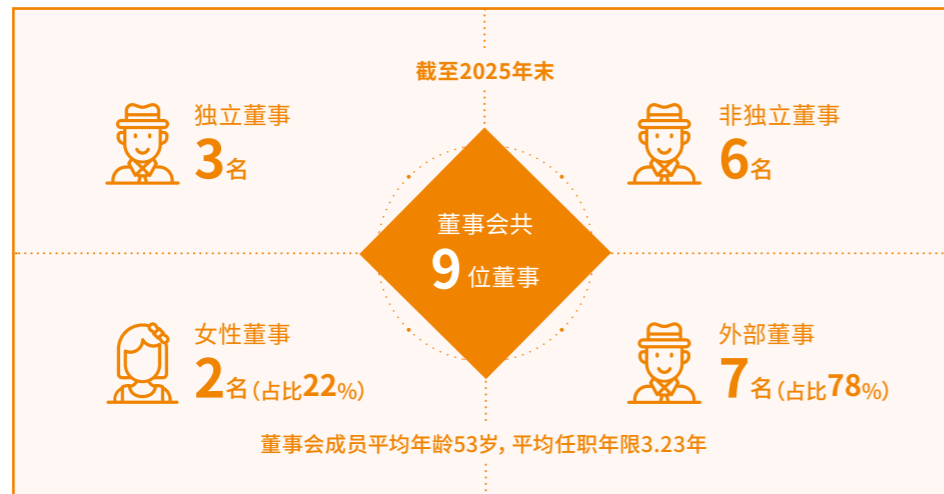 截至2025年末
独立董事
3名
非独立董事
6名
董事会共
9位董事
女性董事
2名(占比22%)
外部董事
7名(占比78%)
董事会成员平均年龄53岁, 平均任职年限3.23年